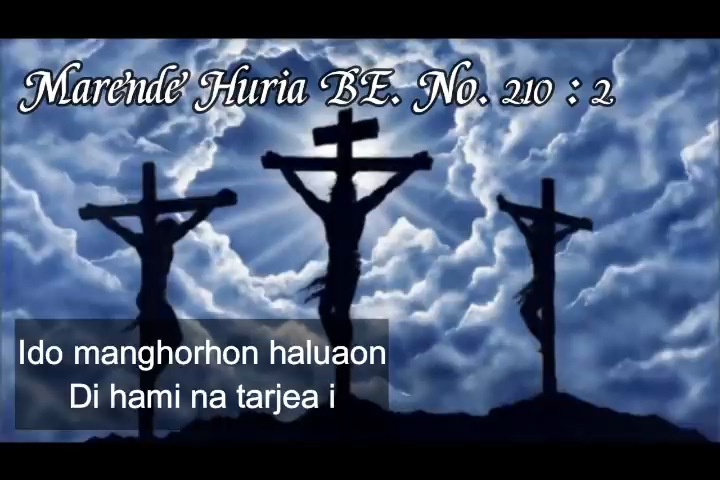 Marende Huria BE. No. 210 : 2
Ido manghorhon haluaon
Di hami na tarjea i